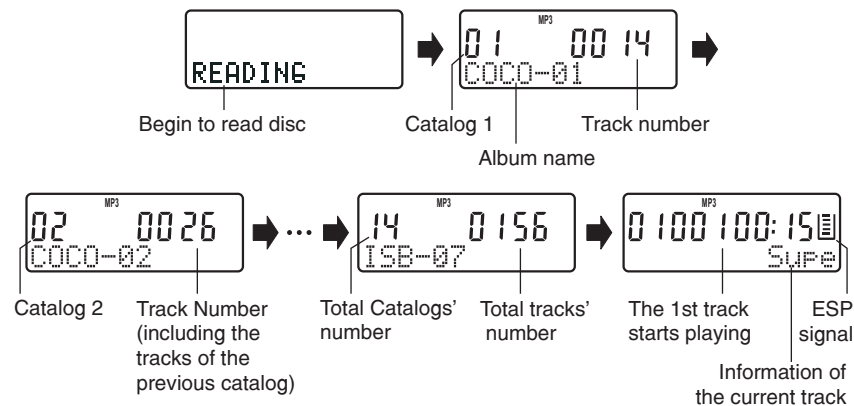 READING
Begin to read disc
MP3
01 0014
COCO-01
Catalog 1
Track number
Album name
MP3
02 0026
COCO-02
Catalog 2
Track Number
(including the
tracks of the
previous catalog)
...
MP3
14 0156
ISB-07
Total Catalogs'
number
Total tracks'
number
MP3
0100100:15
Supe
The 1st track
starts playing
ESP
signal
Information of
the current track